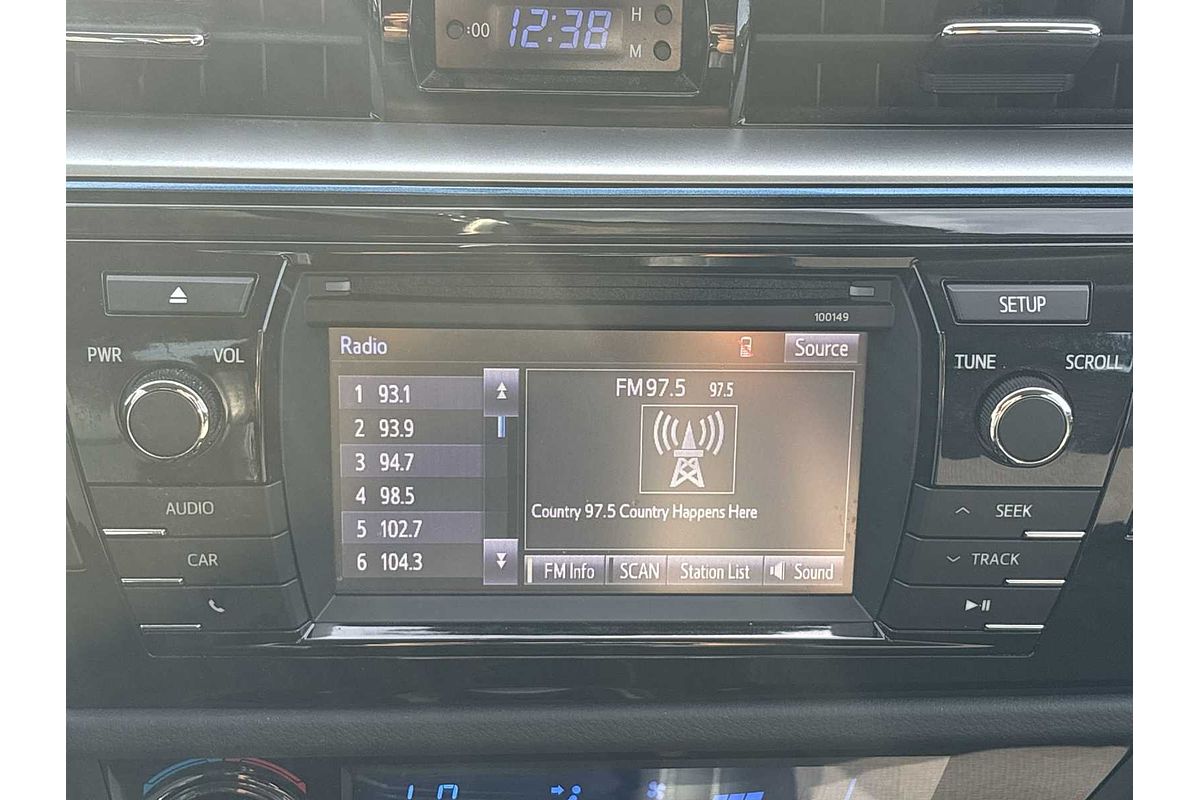 :00 12:38 H
M
SETUP
100149
PWR VOL
TUNE SCROLL /
Radio Source
1 93.1
2 93.9
3 94.7
4 98.5
5 102.7
6 104.3
FM97.5 97.5
Country 97.5 Country Happens Here
FM Info SCAN Station List Sound
AUDIO
CAR
SEEK
TRACK